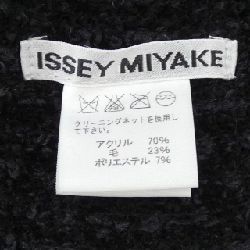 ISSEY MIYAKE
クリーニングネットを使用し
て下さい。
アクリル 70%
毛 23%
ポリエステル 7%